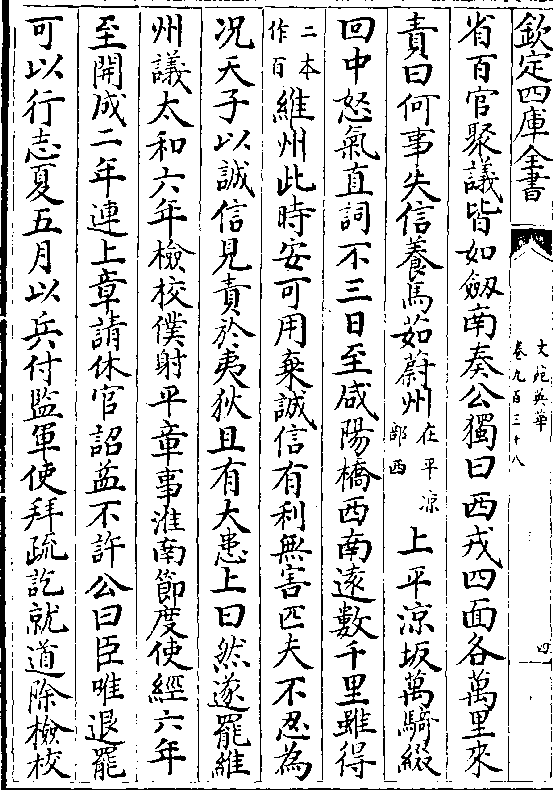 欽定四庫全書
文苑英華
卷九百三十八
四
省百官聚議皆如劔南奏公獨曰西戎四面各萬里來
責曰何事失信養馬茹蔚州在平凉郡西上平涼坂萬騎綴
回中怒氣直詞不三日至咸陽橋西南逺數千里雖得
二本作百維州此時安可用棄誠信有利無害匹夫不忍為
况天子以誠信見責於夷狄且有大患上曰然遂罷維
州議太和六年檢校僕射平章事淮南節度使經六年
至開成二年連上章請休官詔益不許公曰臣唯退罷
可以行志夏五月以兵付監軍使拜疏訖就道除檢校